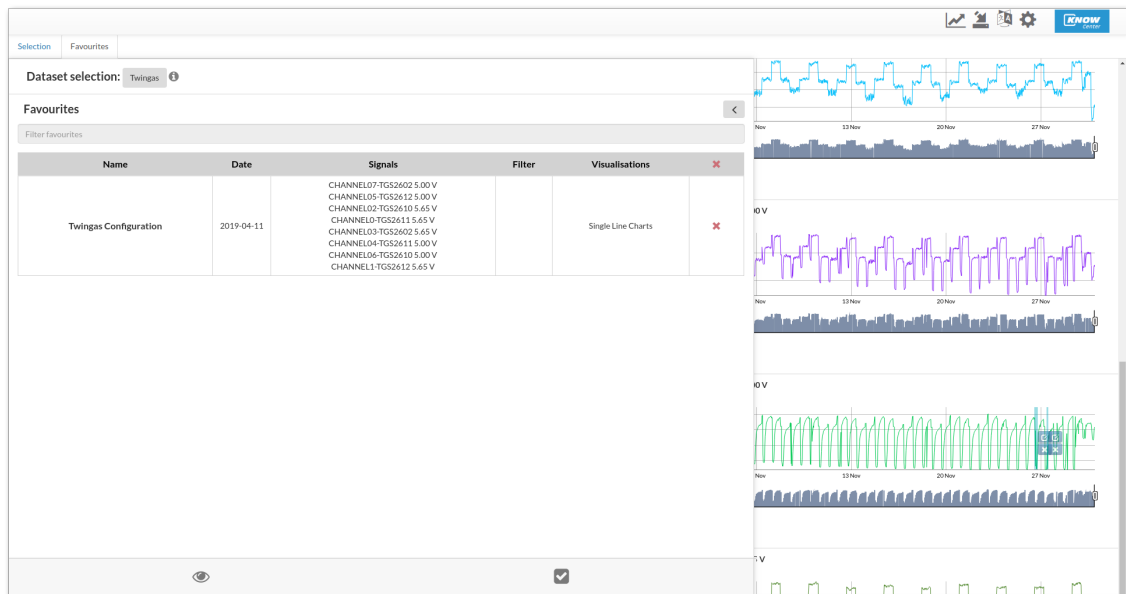 KNOW
Center
Selection
Favourites
Dataset selection: Twingas
Favourites
Filter favourites
Name Date Signals Filter Visualisations
Twingas Configuration 2019-04-11
CHANNEL07-TGS2602 5.00 V
CHANNEL05-TGS2612 5.00 V
CHANNEL02-TGS2610 5.65 V
CHANNEL0-TGS2611 5.65 V
CHANNEL03-TGS2602 5.65 V
CHANNEL04-TGS2611 5.00 V
CHANNEL06-TGS2610 5.00 V
CHANNEL1-TGS2612 5.65 V
Single Line Charts
Nov 13 Nov 20 Nov 27 Nov
00 V
Nov 13 Nov 20 Nov 27 Nov
00 V
Nov 13 Nov 20 Nov 27 Nov
V